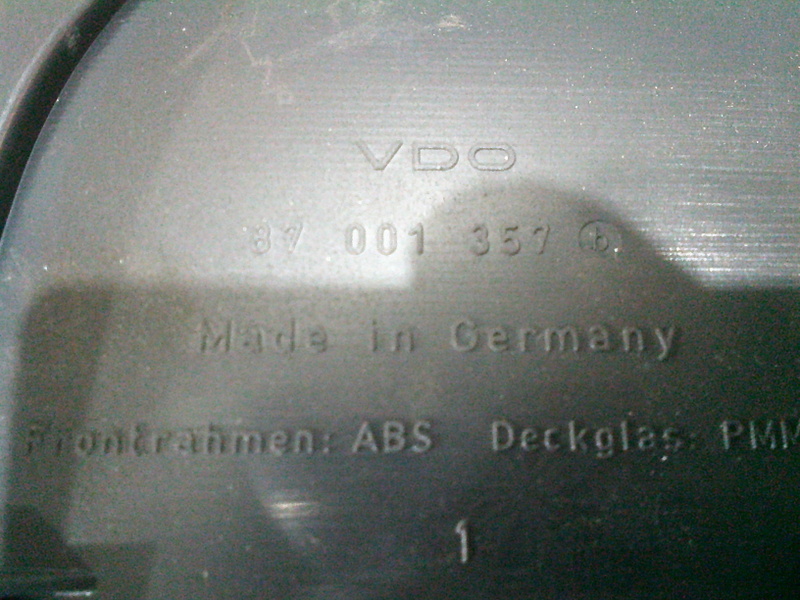 VDO
87 001 357 b
Made in Germany
Frontrahmen: ABS Deckglas: PMM
1